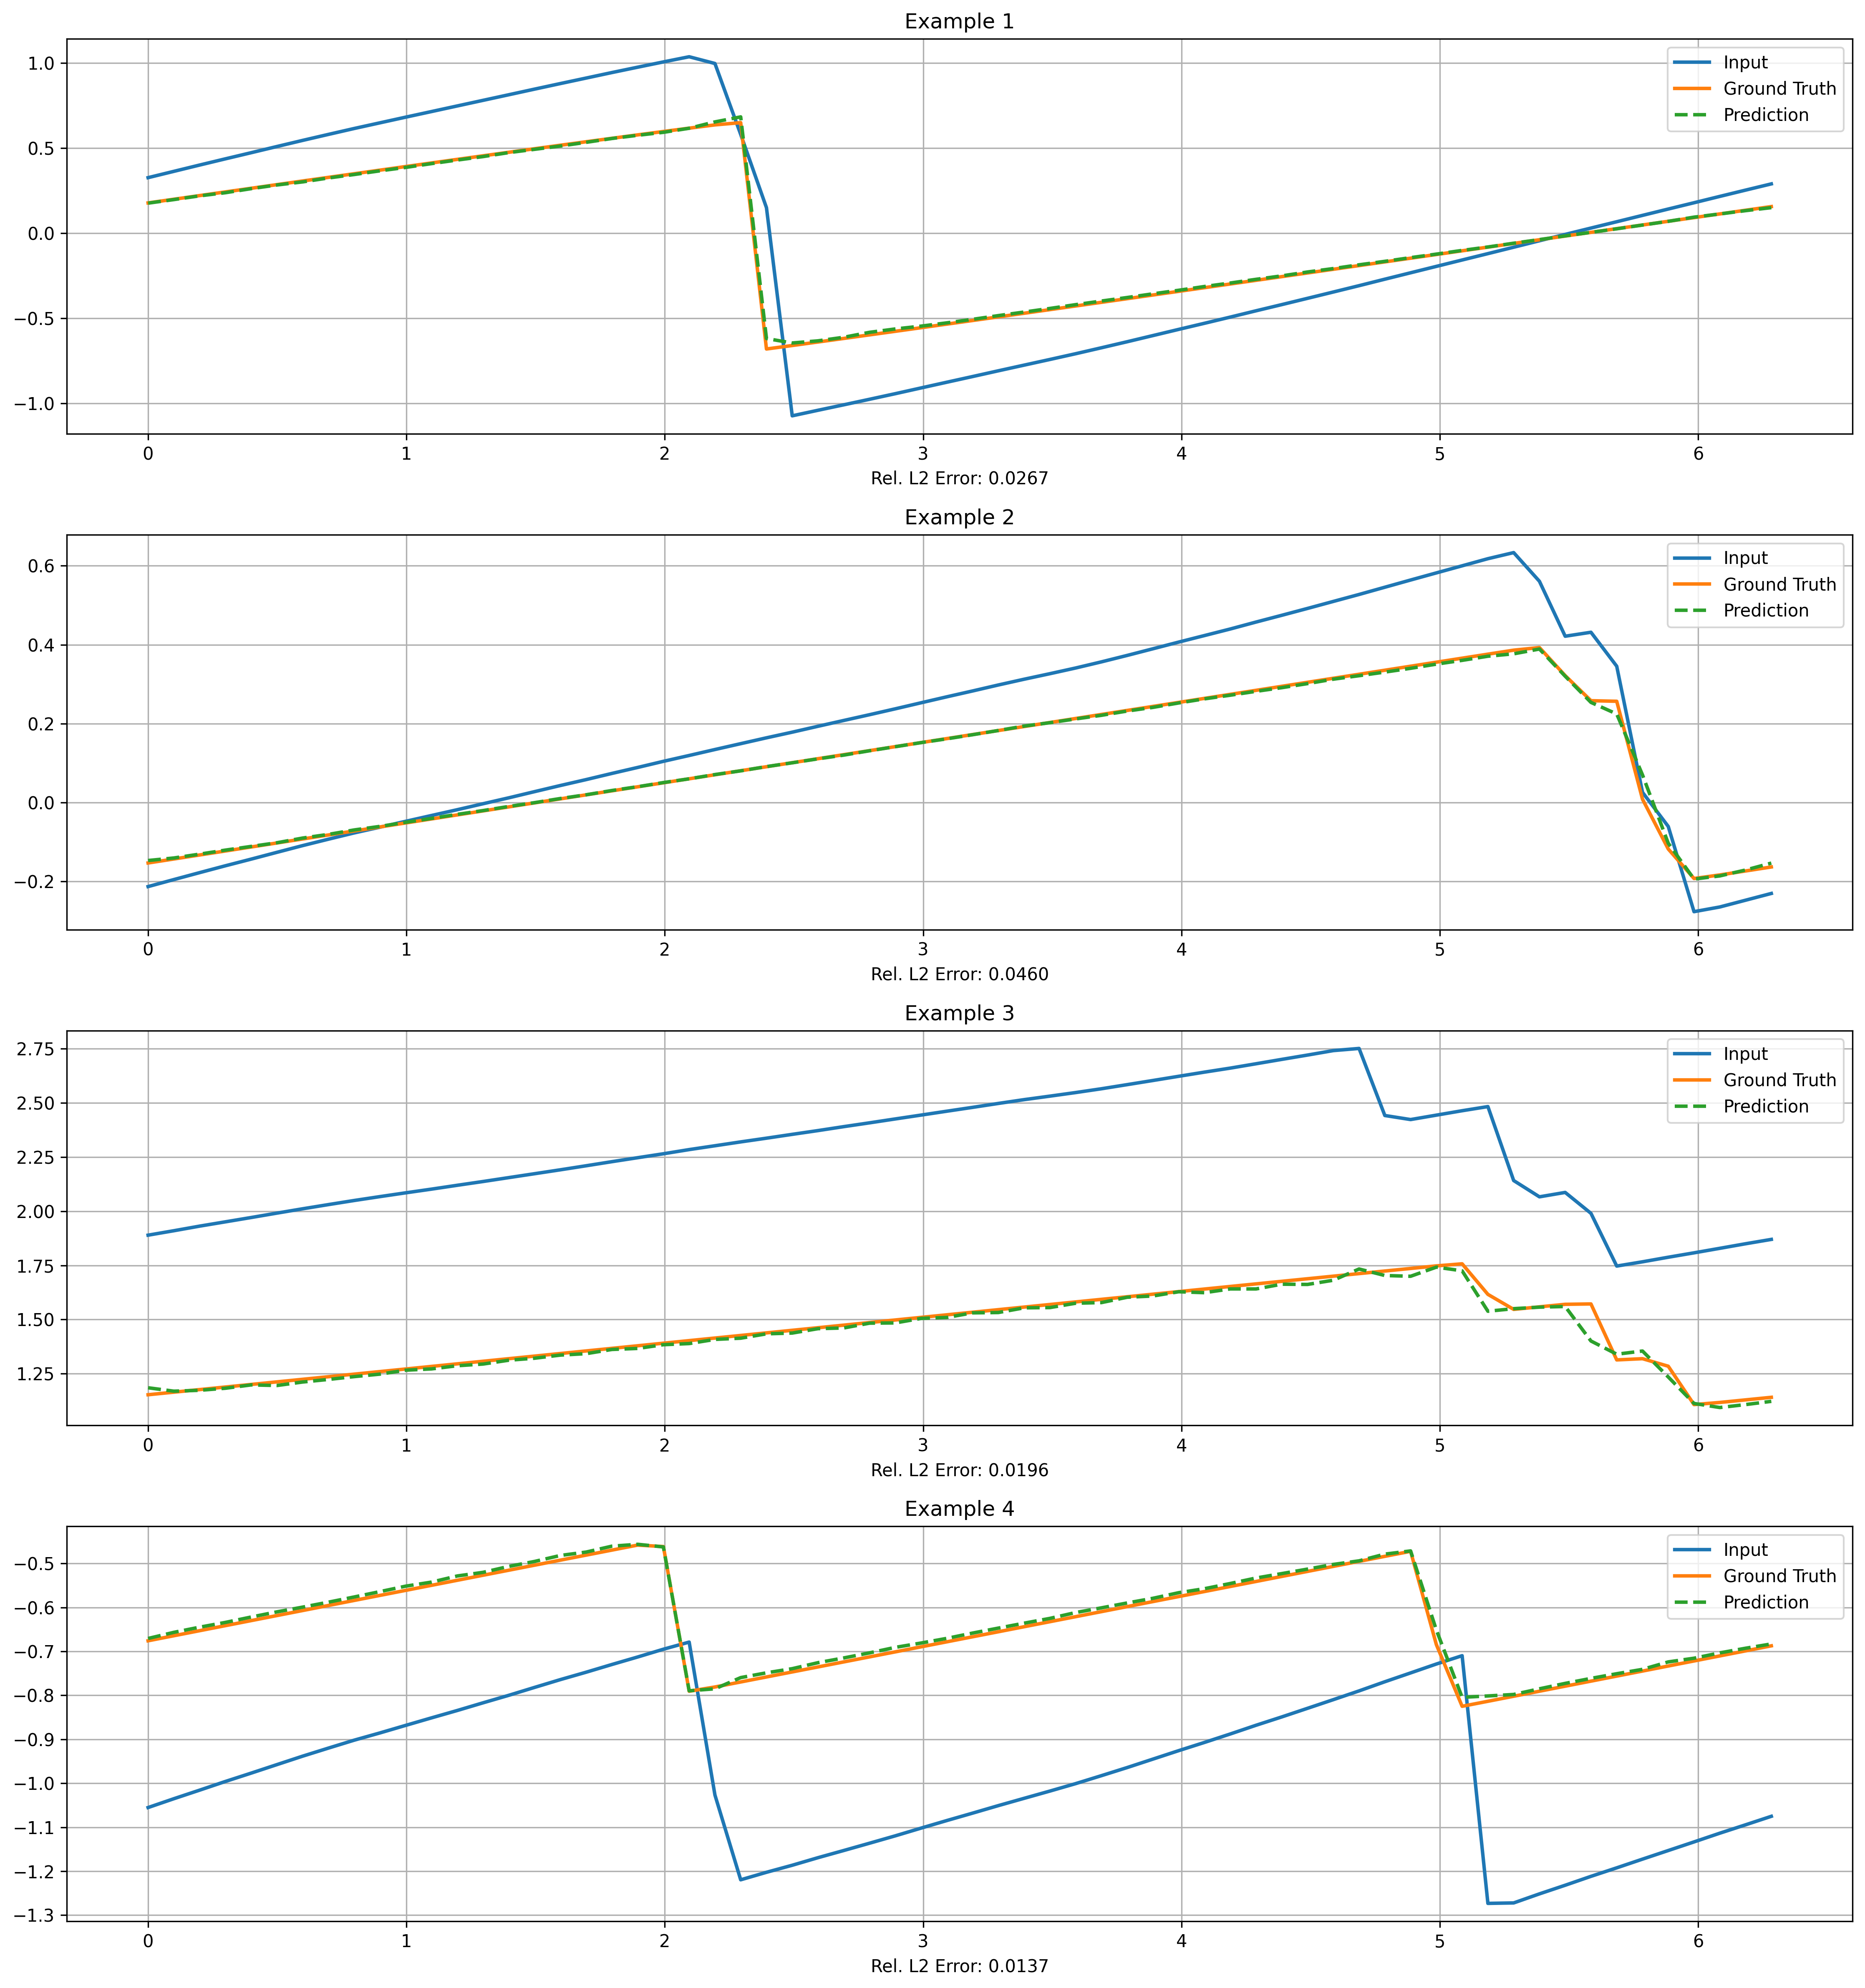 Example 1
1.0
0.5
0.0
−0.5
−1.0
Input
Ground Truth
Prediction
0 1 2 3 4 5 6
Rel. L2 Error: 0.0267
Example 2
0.6
0.4
0.2
0.0
−0.2
Input
Ground Truth
Prediction
0 1 2 3 4 5 6
Rel. L2 Error: 0.0460
Example 3
2.75
2.50
2.25
2.00
1.75
1.50
1.25
Input
Ground Truth
Prediction
0 1 2 3 4 5 6
Rel. L2 Error: 0.0196
Example 4
−0.5
−0.6
−0.7
−0.8
−0.9
−1.0
−1.1
−1.2
−1.3
Input
Ground Truth
Prediction
0 1 2 3 4 5 6
Rel. L2 Error: 0.0137